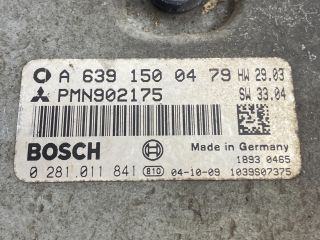 A 639 150 04 79 HW 29.03
PMN902175 SW 33.04
BOSCH Made in Germany
1893 0465
0 281 011 841 810 04-10-09 1039S07375